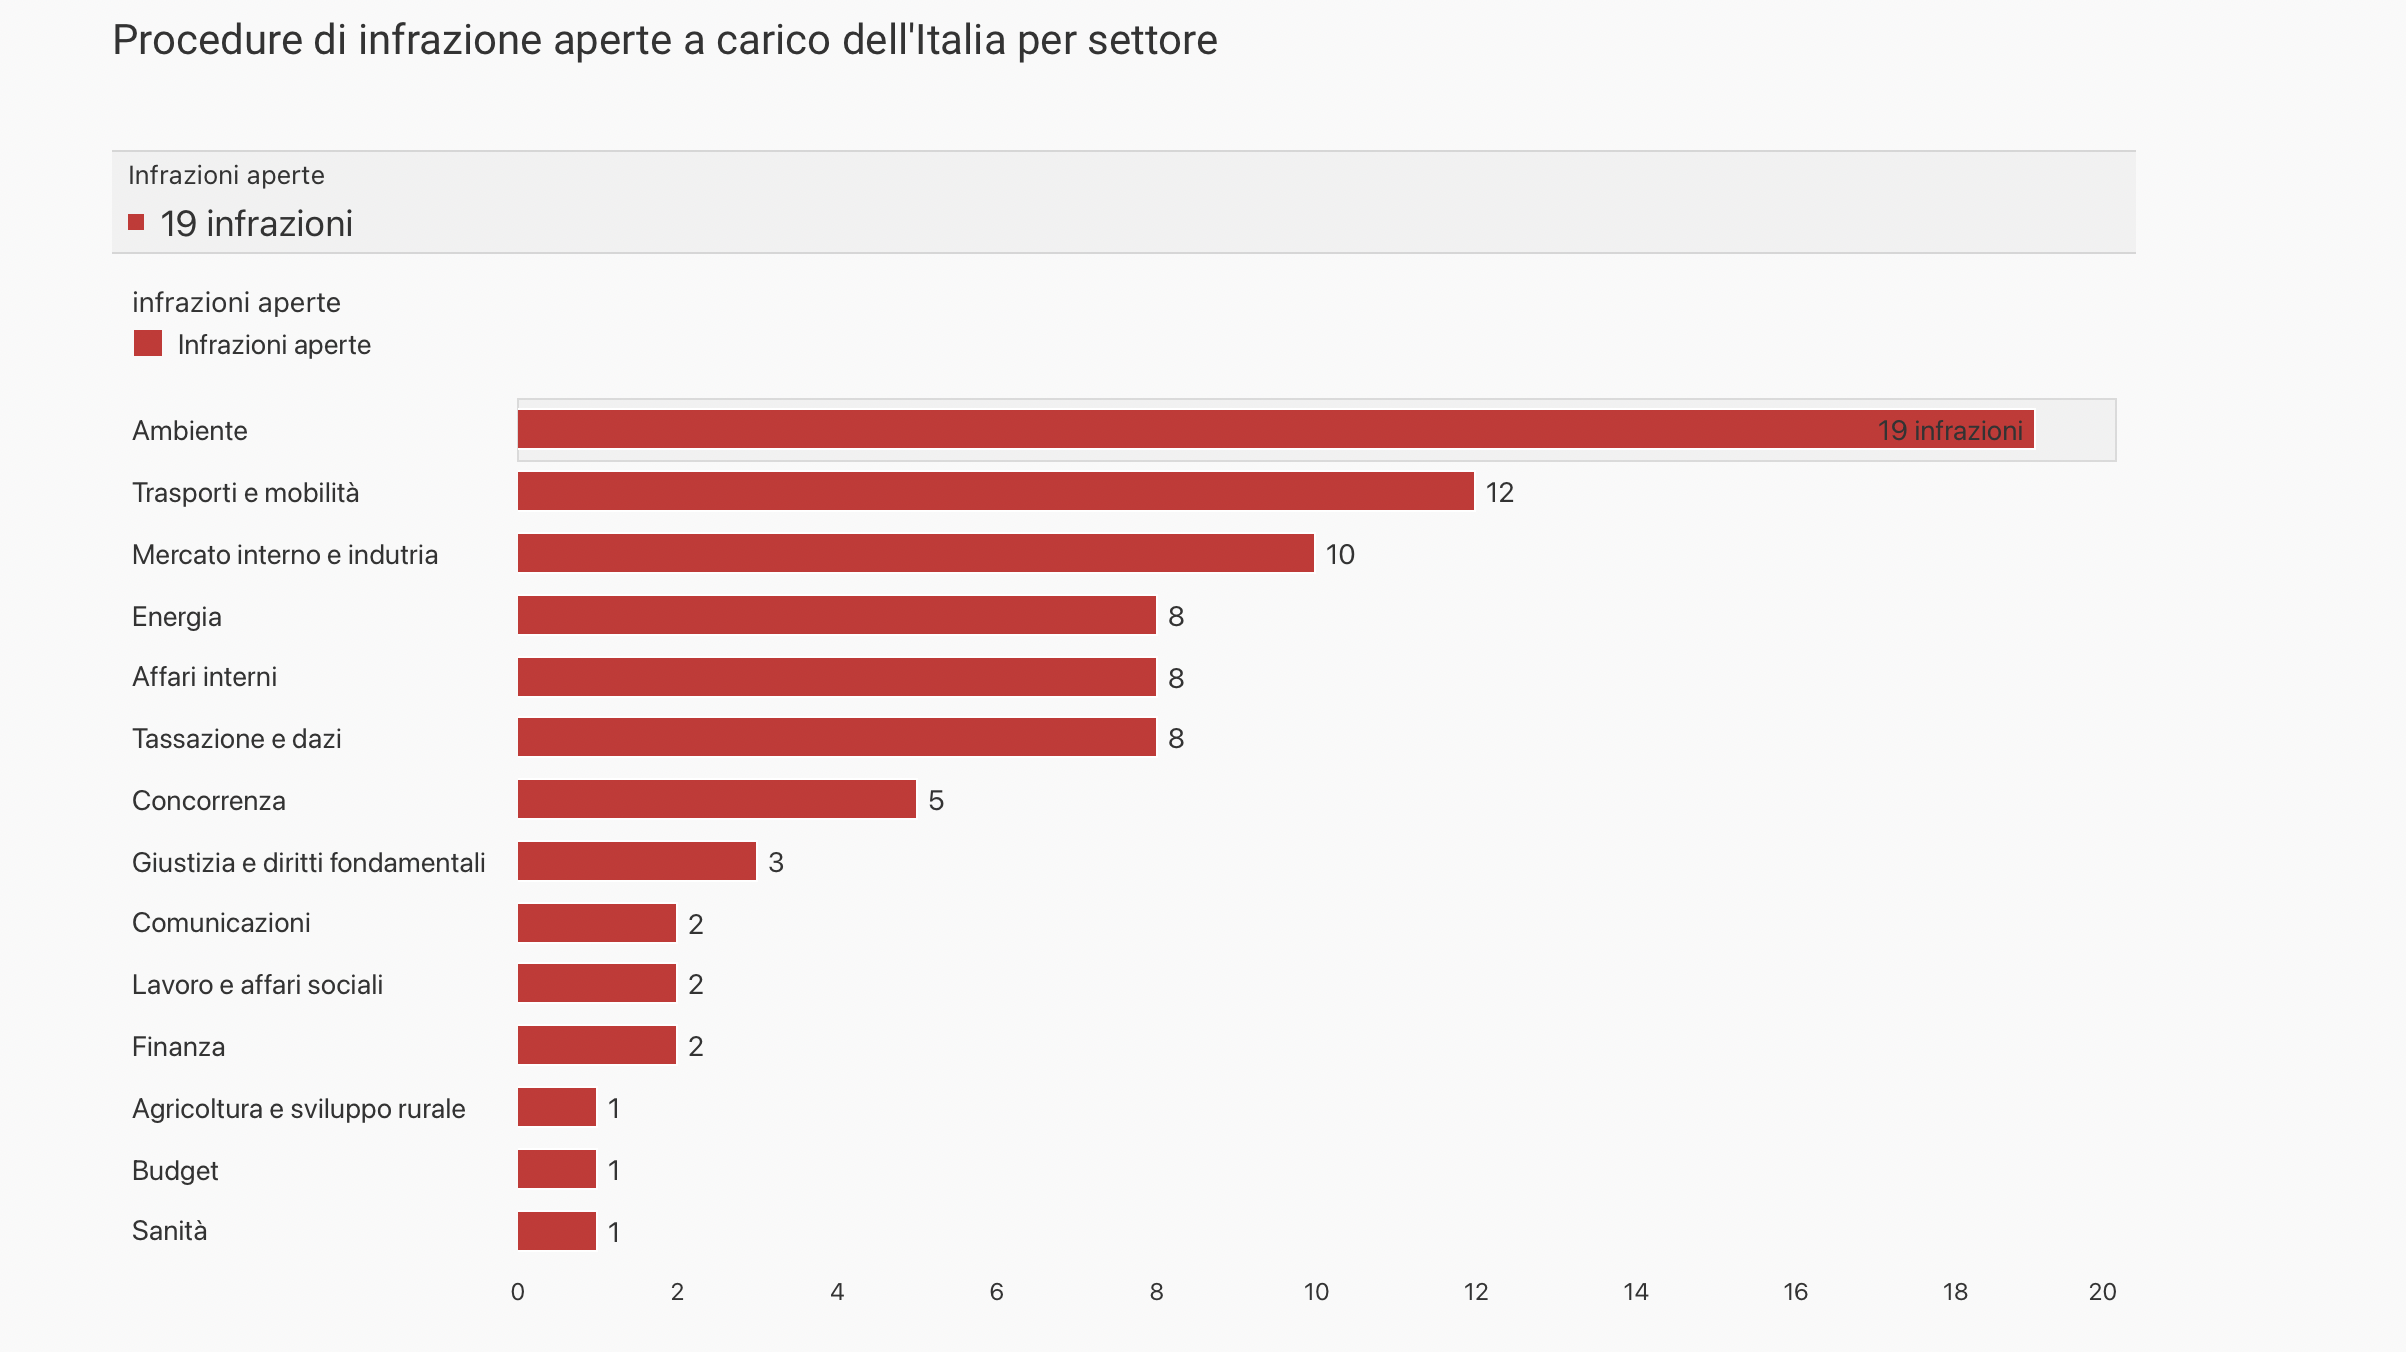 Procedure di infrazione aperte a carico dell'Italia per settore
Infrazioni aperte
19 infrazioni
infrazioni aperte
Infrazioni aperte
Ambiente 19 infrazioni
Trasporti e mobilità 12
Mercato interno e indutria 10
Energia 8
Affari interni 8
Tassazione e dazi 8
Concorrenza 5
Giustizia e diritti fondamentali 3
Comunicazioni 2
Lavoro e affari sociali 2
Finanza 2
Agricoltura e sviluppo rurale 1
Budget 1
Sanità 1
0 2 4 6 8 10 12 14 16 18 20